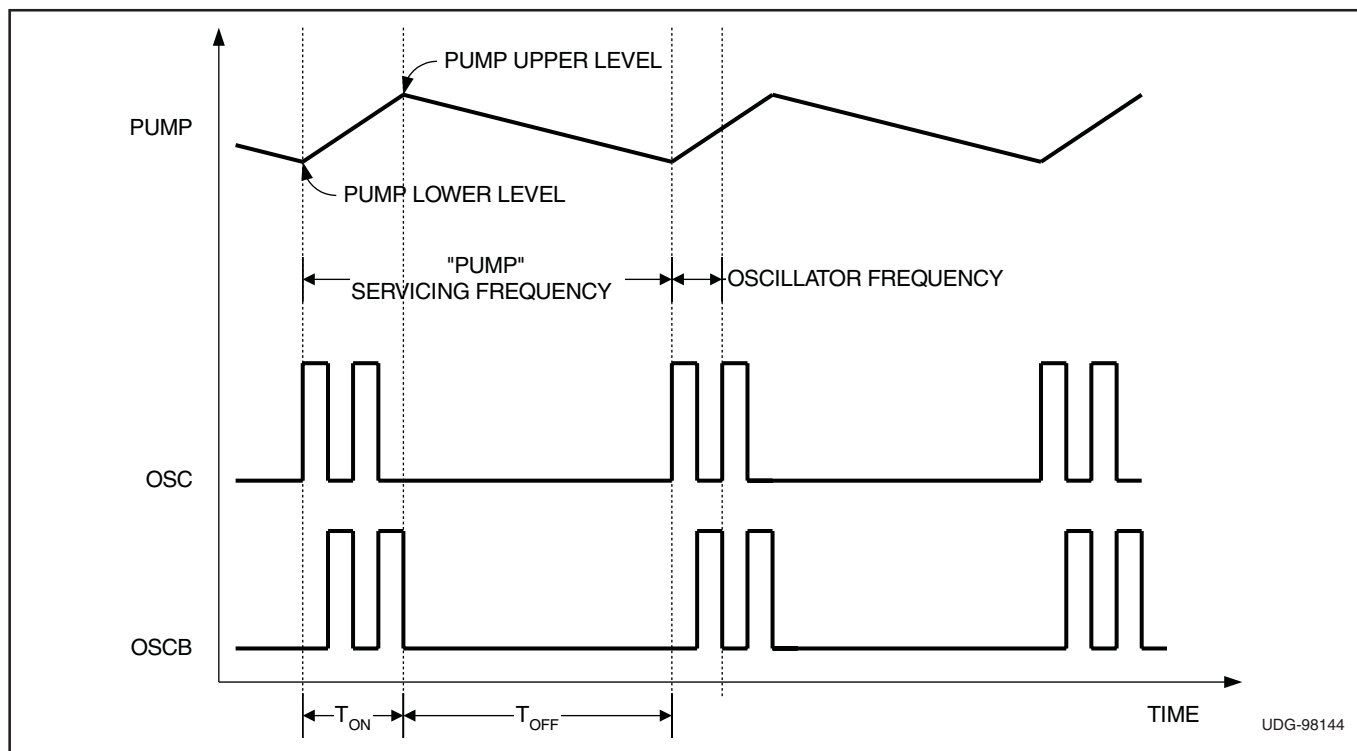 PUMP UPPER LEVEL
PUMP
PUMP LOWER LEVEL
"PUMP"
SERVICING FREQUENCY
OSCILLATOR FREQUENCY
OSC
OSCB
TON
TOFF
TIME
UDG-98144